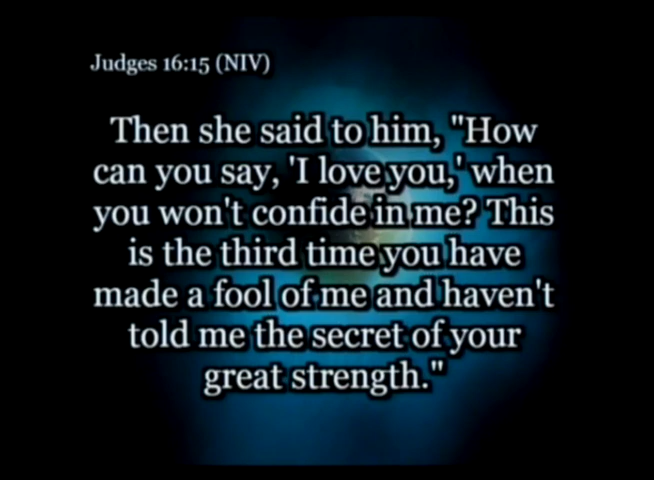 Judges 16:15 (NIV)
Then she said to him, "How
can you say, 'I love you,' when
you won't confide in me? This
is the third time you have
made a fool of me and haven't
told me the secret of your
great strength."